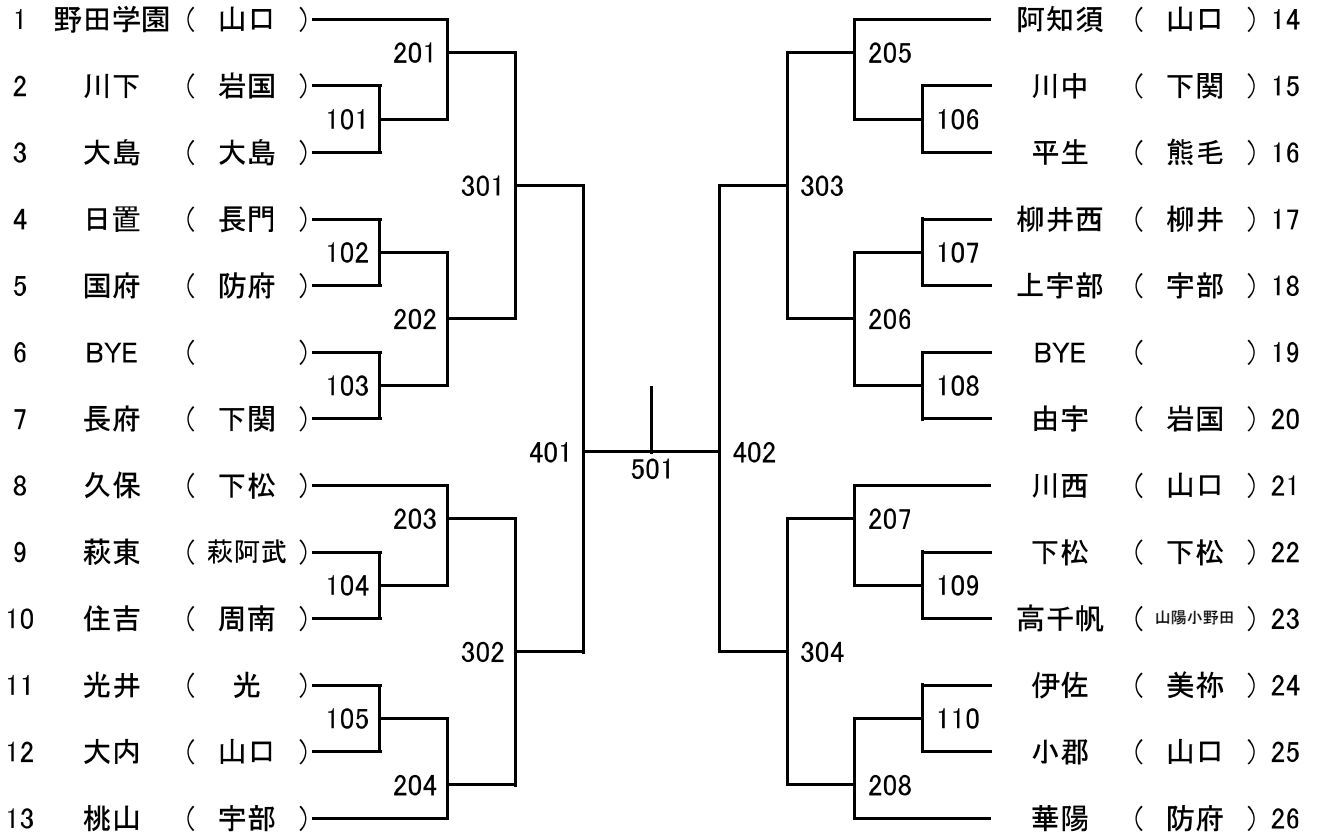 1 野田学園 ( 山口 )
201
2 川下 ( 岩国 )
101
3 大島 ( 大島 )
301
4 日置 ( 長門 )
102
5 国府 ( 防府 )
202
6 BYE ( )
103
7 長府 ( 下関 )
401
8 久保 ( 下松 )
203
9 萩東 ( 萩阿武 )
104
10 住吉 ( 周南 )
302
11 光井 ( 光 )
105
12 大内 ( 山口 )
204
13 桃山 ( 宇部 )
501
阿知須 ( 山口 ) 14
205
川中 ( 下関 ) 15
106
平生 ( 熊毛 ) 16
303
柳井西 ( 柳井 ) 17
107
上宇部 ( 宇部 ) 18
206
BYE ( ) 19
108
由宇 ( 岩国 ) 20
402
川西 ( 山口 ) 21
207
下松 ( 下松 ) 22
109
高千帆 ( 山陽小野田 ) 23
304
伊佐 ( 美祢 ) 24
110
小郡 ( 山口 ) 25
208
華陽 ( 防府 ) 26